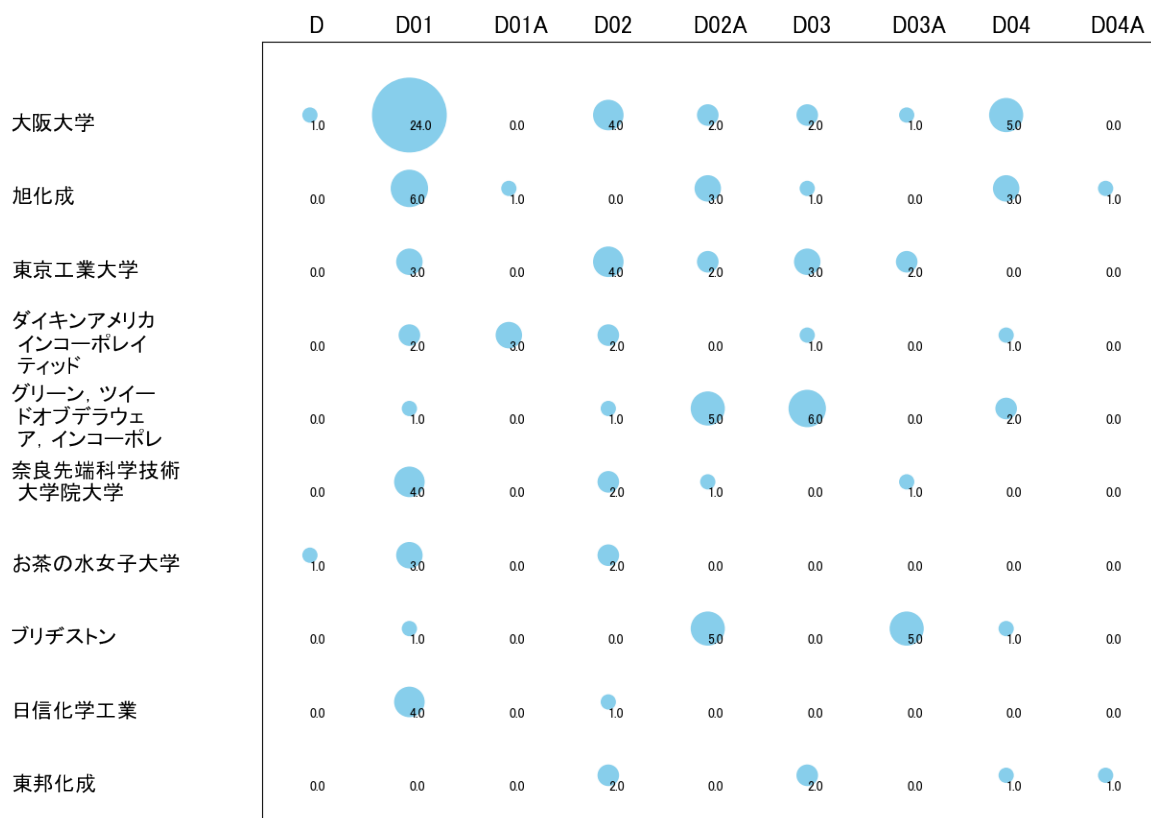 D D01 D01A D02 D02A D03 D03A D04 D04A
大阪大学 1.0 24.0 0.0 4.0 2.0 2.0 1.0 5.0 0.0
旭化成 0.0 6.0 1.0 0.0 3.0 1.0 0.0 3.0 1.0
東京工業大学 0.0 3.0 0.0 4.0 2.0 3.0 2.0 0.0 0.0
ダイキンアメリカ
インコーポレイ
ティッド
0.0 2.0 3.0 2.0 0.0 1.0 0.0 1.0 0.0
グリーン, ツイー
ドオブデラウェ
ア, インコーポレ
0.0 1.0 0.0 1.0 5.0 6.0 0.0 2.0 0.0
奈良先端科学技術
大学院大学
0.0 4.0 0.0 2.0 1.0 0.0 1.0 0.0 0.0
お茶の水女子大学 1.0 3.0 0.0 2.0 0.0 0.0 0.0 0.0 0.0
ブリヂストン 0.0 1.0 0.0 0.0 5.0 0.0 5.0 1.0 0.0
日信化学工業 0.0 4.0 0.0 1.0 0.0 0.0 0.0 0.0 0.0
東邦化成 0.0 0.0 0.0 2.0 0.0 2.0 0.0 1.0 1.0